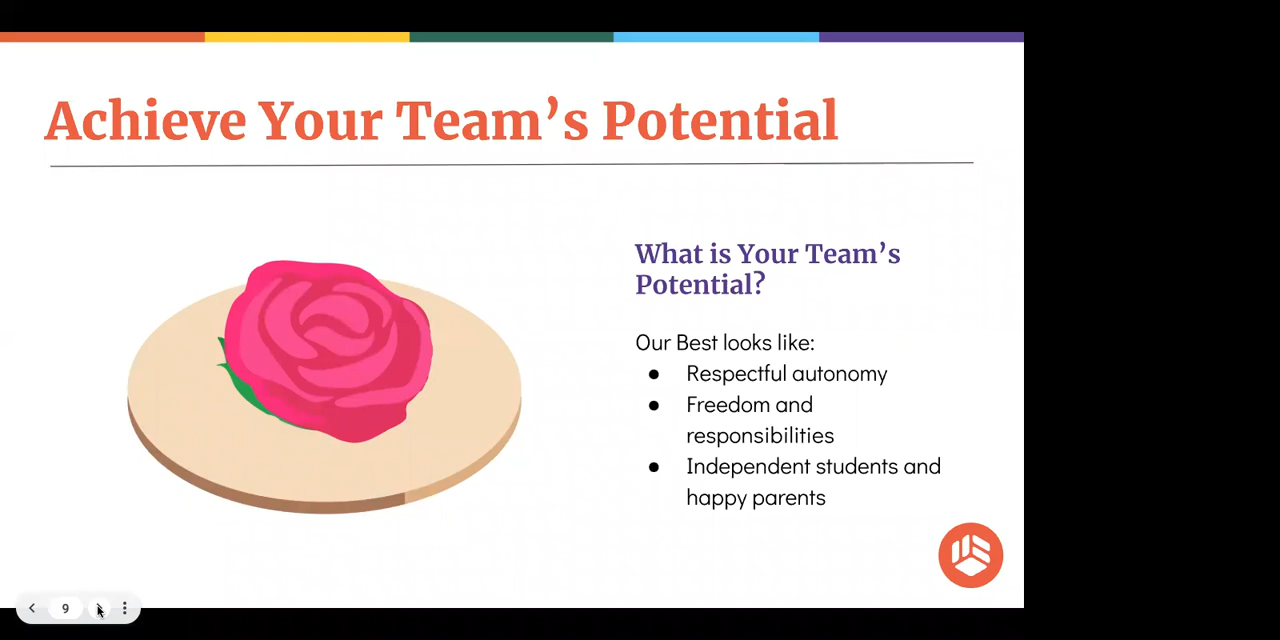 Achieve Your Team’s Potential
What is Your Team’s
Potential?
Our Best looks like:
● Respectful autonomy
● Freedom and
responsibilities
● Independent students and
happy parents
9